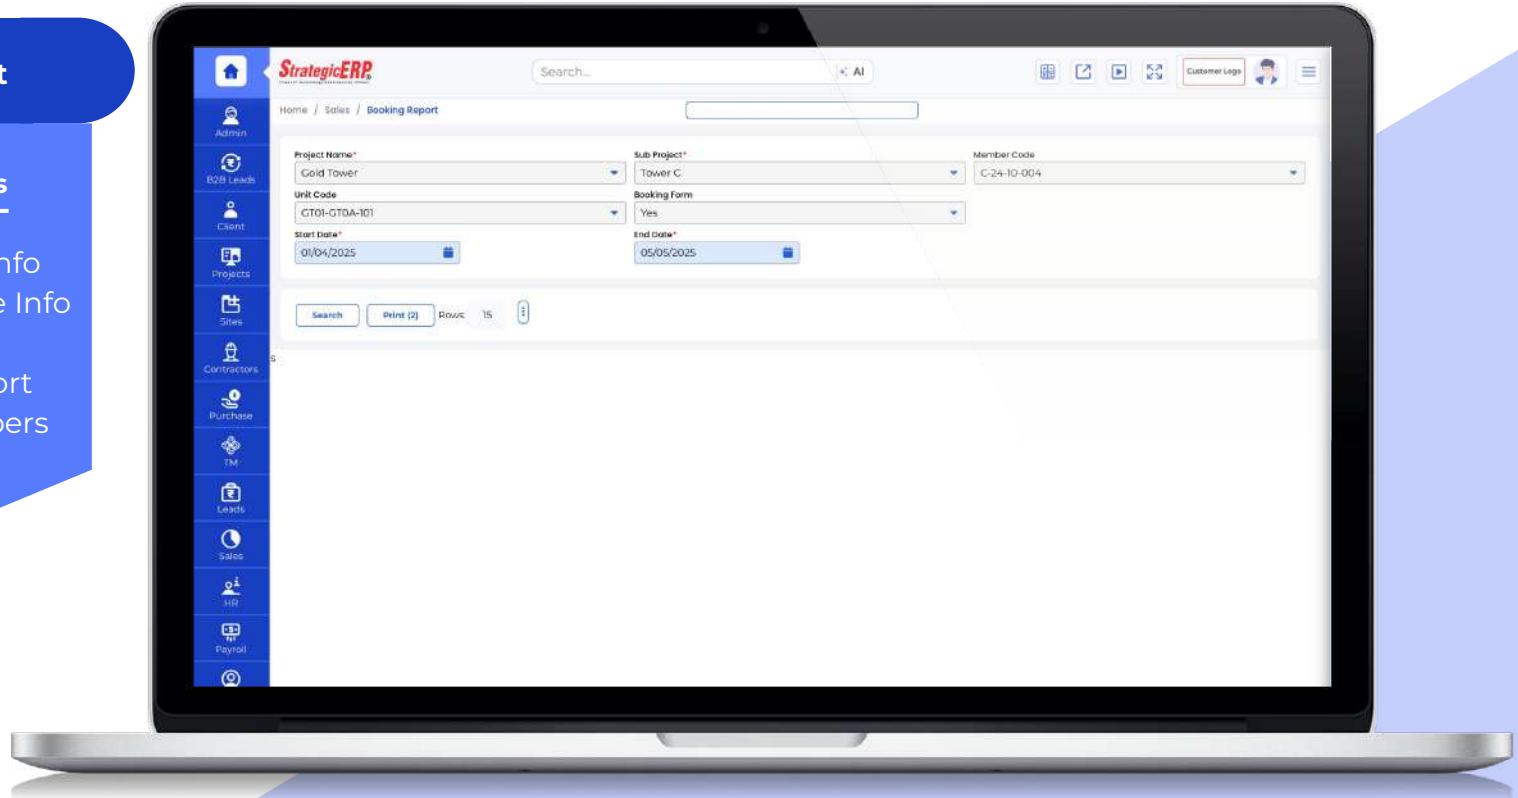 t
s
nfo
e Info
ort
bers
StrategicERP
Search...
AI
Customer Logo
Home / Sales / Booking Report
Project Name*
Sub Project*
Member Code
Gold Tower
Tower C
C-24-10-004
Unit Code
Booking Form
GT01-GT0A-101
Yes
Start Date*
End Date*
01/04/2025
05/05/2025
Search
Print (2)
Rows:
15
s
Admin
B2B Leads
Client
Projects
Sites
Contractors
Purchase
TM
Leads
Sales
HR
Payroll